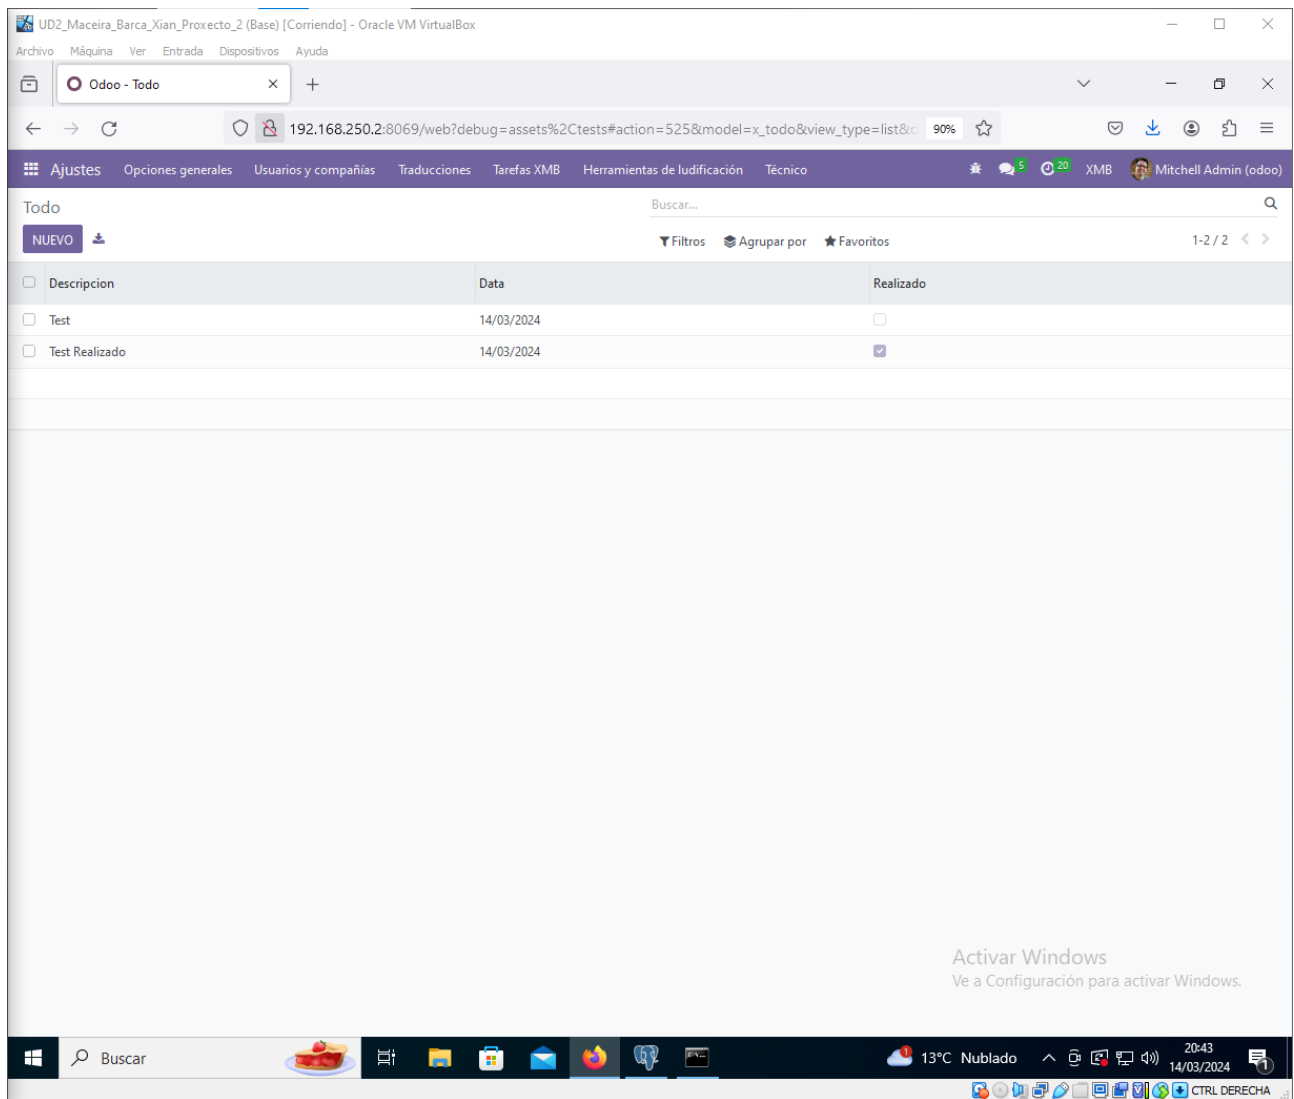 UD2_Maceira_Barca_Xian_Proxecto_2 (Base) [Corriendo] - Oracle VM VirtualBox
Archivo Máquina Ver Entrada Dispositivos Ayuda
Odoo - Todo
192.168.250.2:8069/web?debug=assets%2Ctests#action=525&model=x_todo&view_type=list&c 90%
Ajustes Opciones generales Usuarios y compañías Traducciones Tarefas XMB Herramientas de ludificación Técnico 5 20 XMB Mitchell Admin (odoo)
Todo Buscar...
NUEVO Filtros Agrupar por Favoritos 1-2 / 2
Descripcion Data Realizado
Test 14/03/2024
Test Realizado 14/03/2024
Activar Windows
Ve a Configuración para activar Windows.
Buscar 1 13°C Nublado 20:43
14/03/2024 1
CTRL DERECHA